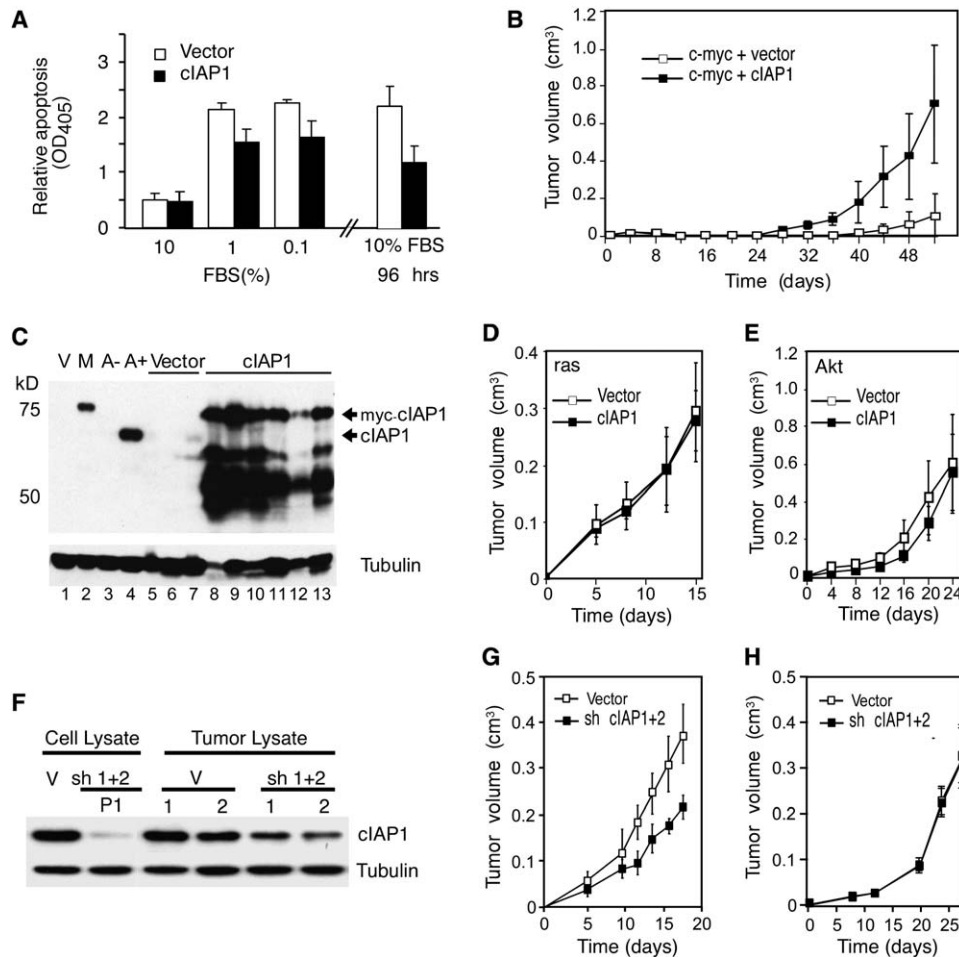 A
Relative apoptosis
(OD405)
3
2
1
0
Vector
cIAP1
10
1
0.1
10% FBS
FBS(%)
96 hrs
B
Tumor volume (cm3)
1.2
1.0
0.8
0.6
0.4
0.2
0
c-myc + vector
c-myc + cIAP1
0 8 16 24 32 40 48
Time (days)
C
V M A- A+ Vector cIAP1
kD
75
50
myc-cIAP1
cIAP1
Tubulin
1 2 3 4 5 6 7 8 9 10 11 12 13
D
Tumor volume (cm3)
0.4
0.3
0.2
0.1
0
ras
Vector
cIAP1
0 5 10 15
Time (days)
E
Tumor volume (cm3)
1.2
1.0
0.8
0.6
0.4
0.2
0.0
Akt
Vector
cIAP1
0 4 8 12 16 20 24
Time (days)
F
Cell Lysate Tumor Lysate
V sh 1+2 V sh 1+2
P1 1 2 1 2
cIAP1
Tubulin
G
Tumor volume (cm3)
0.5
0.4
0.3
0.2
0.1
0
Vector
sh cIAP1+2
0 5 10 15 20
Time (days)
H
Tumor volume (cm3)
0.5
0.4
0.3
0.2
0.1
0
Vector
sh cIAP1+2
0 5 10 15 20 25
Time (days)